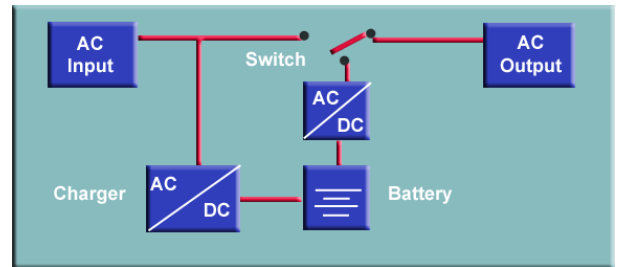 AC
Input
Switch
AC
Output
AC
DC
Charger
AC
DC
Battery